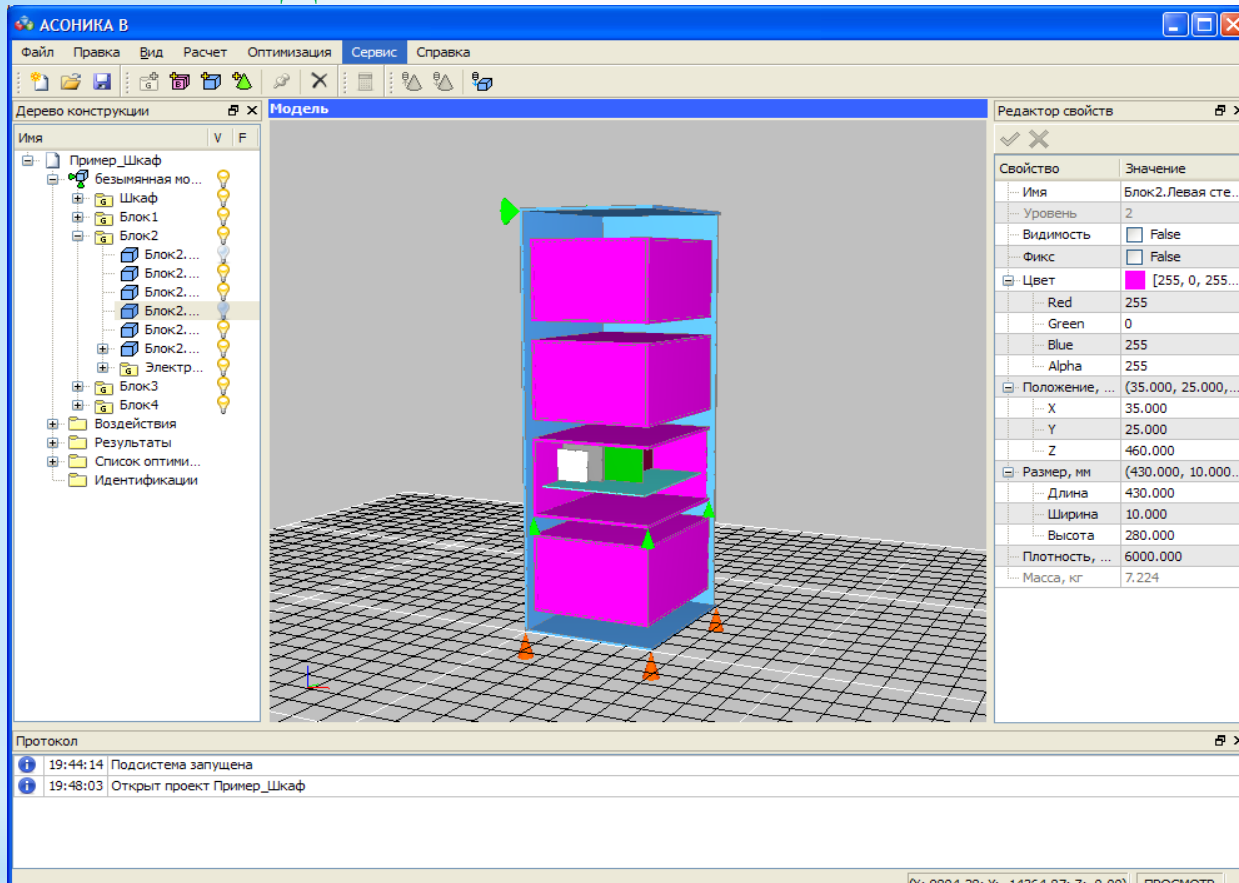 АСОНИКА В
Файл Правка Вид Расчет Оптимизация Сервис Справка
Дерево конструкции
Имя V F
Пример_Шкаф
безымянная мо...
Шкаф
Блок1
Блок2
Блок2....
Блок2....
Блок2....
Блок2....
Блок2....
Блок2....
Электр...
Блок3
Блок4
Воздействия
Результаты
Список оптими...
Идентификации
Модель
Редактор свойств
Свойство Значение
Имя Блок2.Левая сте...
Уровень 2
Видимость False
Фикс False
Цвет [255, 0, 255...
Red 255
Green 0
Blue 255
Alpha 255
Положение, ... (35.000, 25.000,...
X 35.000
Y 25.000
Z 460.000
Размер, мм (430.000, 10.000...
Длина 430.000
Ширина 10.000
Высота 280.000
Плотность, ... 6000.000
Масса, кг 7.224
Протокол
19:44:14 Подсистема запущена
19:48:03 Открыт проект Пример_Шкаф
ПРОСМОТР